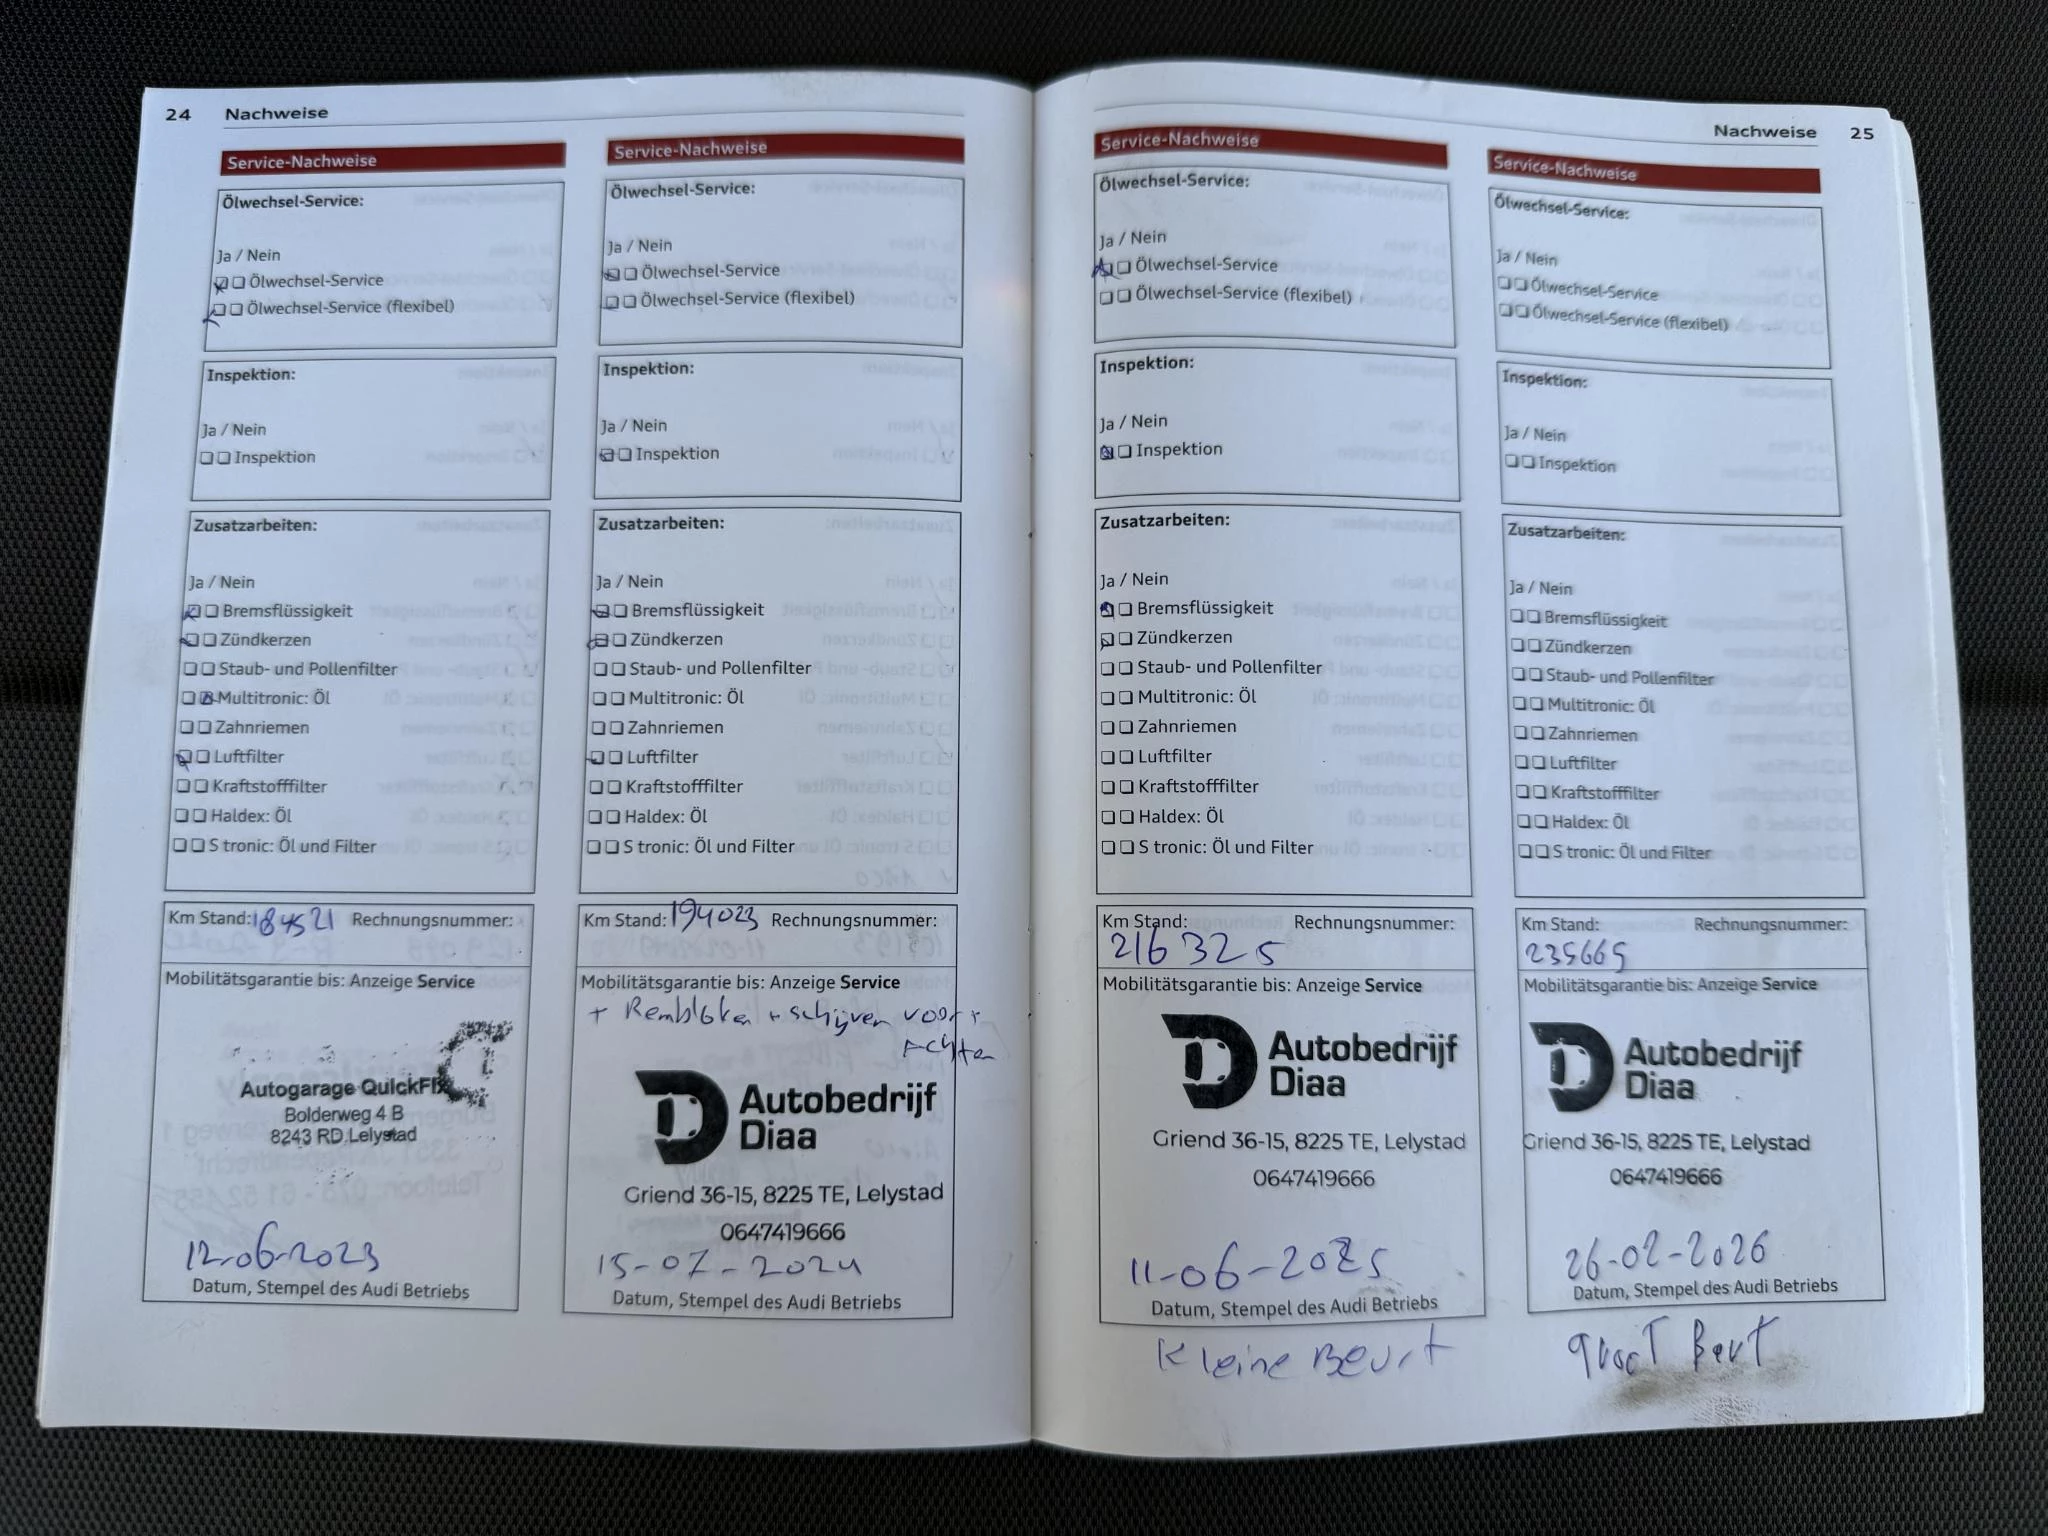 24 Nachweise
Service-Nachweise
Ölwechsel-Service:
Ja / Nein
Ölwechsel-Service
Ölwechsel-Service (flexibel)
Inspektion:
Ja / Nein
Inspektion
Zusatzarbeiten:
Ja / Nein
Bremsflüssigkeit
Zündkerzen
Staub- und Pollenfilter
Multitronic: Öl
Zahnriemen
Luftfilter
Kraftstofffilter
Haldex: Öl
S tronic: Öl und Filter
Km Stand: 184521 Rechnungsnummer:
Mobilitätsgarantie bis: Anzeige Service
Autogarage QuickFix
Bolderweg 4 B
8243 RD Lelystad
12-06-2023
Datum, Stempel des Audi Betriebs
Service-Nachweise
Ölwechsel-Service:
Ja / Nein
Ölwechsel-Service
Ölwechsel-Service (flexibel)
Inspektion:
Ja / Nein
Inspektion
Zusatzarbeiten:
Ja / Nein
Bremsflüssigkeit
Zündkerzen
Staub- und Pollenfilter
Multitronic: Öl
Zahnriemen
Luftfilter
Kraftstofffilter
Haldex: Öl
S tronic: Öl und Filter
Km Stand: 194023 Rechnungsnummer:
Mobilitätsgarantie bis: Anzeige Service
+ Rembloken + schijven voor +
Achter
Autobedrijf
Diaa
Griend 36-15, 8225 TE, Lelystad
0647419666
15-07-2024
Datum, Stempel des Audi Betriebs
Nachweise 25
Service-Nachweise
Ölwechsel-Service:
Ja / Nein
Ölwechsel-Service
Ölwechsel-Service (flexibel)
Inspektion:
Ja / Nein
Inspektion
Zusatzarbeiten:
Ja / Nein
Bremsflüssigkeit
Zündkerzen
Staub- und Pollenfilter
Multitronic: Öl
Zahnriemen
Luftfilter
Kraftstofffilter
Haldex: Öl
S tronic: Öl und Filter
Km Stand: Rechnungsnummer:
216325
Mobilitätsgarantie bis: Anzeige Service
Autobedrijf
Diaa
Griend 36-15, 8225 TE, Lelystad
0647419666
11-06-2025
Datum, Stempel des Audi Betriebs
Kleine Beurt
Service-Nachweise
Ölwechsel-Service:
Ja / Nein
Ölwechsel-Service
Ölwechsel-Service (flexibel)
Inspektion:
Ja / Nein
Inspektion
Zusatzarbeiten:
Ja / Nein
Bremsflüssigkeit
Zündkerzen
Staub- und Pollenfilter
Multitronic: Öl
Zahnriemen
Luftfilter
Kraftstofffilter
Haldex: Öl
S tronic: Öl und Filter
Km Stand: Rechnungsnummer:
235665
Mobilitätsgarantie bis: Anzeige Service
Autobedrijf
Diaa
Griend 36-15, 8225 TE, Lelystad
0647419666
26-02-2026
Datum, Stempel des Audi Betriebs
groot Beurt